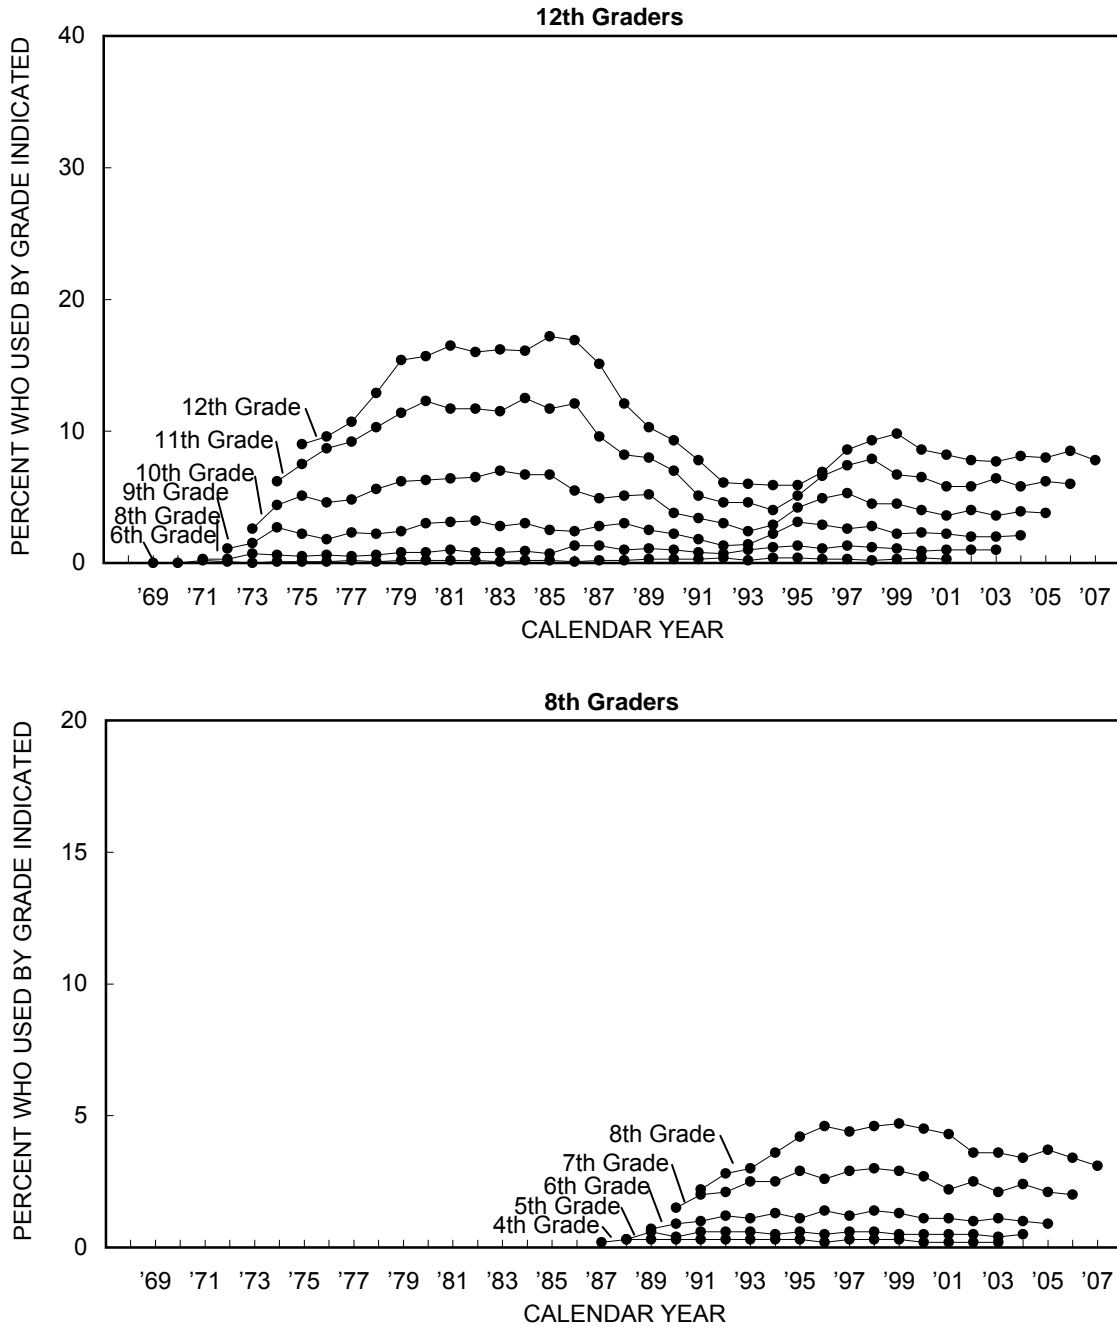 12th Graders
PERCENT WHO USED BY GRADE INDICATED
40
30
20
10
0
12th Grade
11th Grade
10th Grade
9th Grade
8th Grade
6th Grade
’69 ’71 ’73 ’75 ’77 ’79 ’81 ’83 ’85 ’87 ’89 ’91 ’93 ’95 ’97 ’99 ’01 ’03 ’05 ’07
CALENDAR YEAR
8th Graders
PERCENT WHO USED BY GRADE INDICATED
20
15
10
5
0
8th Grade
7th Grade
6th Grade
5th Grade
4th Grade
’69 ’71 ’73 ’75 ’77 ’79 ’81 ’83 ’85 ’87 ’89 ’91 ’93 ’95 ’97 ’99 ’01 ’03 ’05 ’07
CALENDAR YEAR